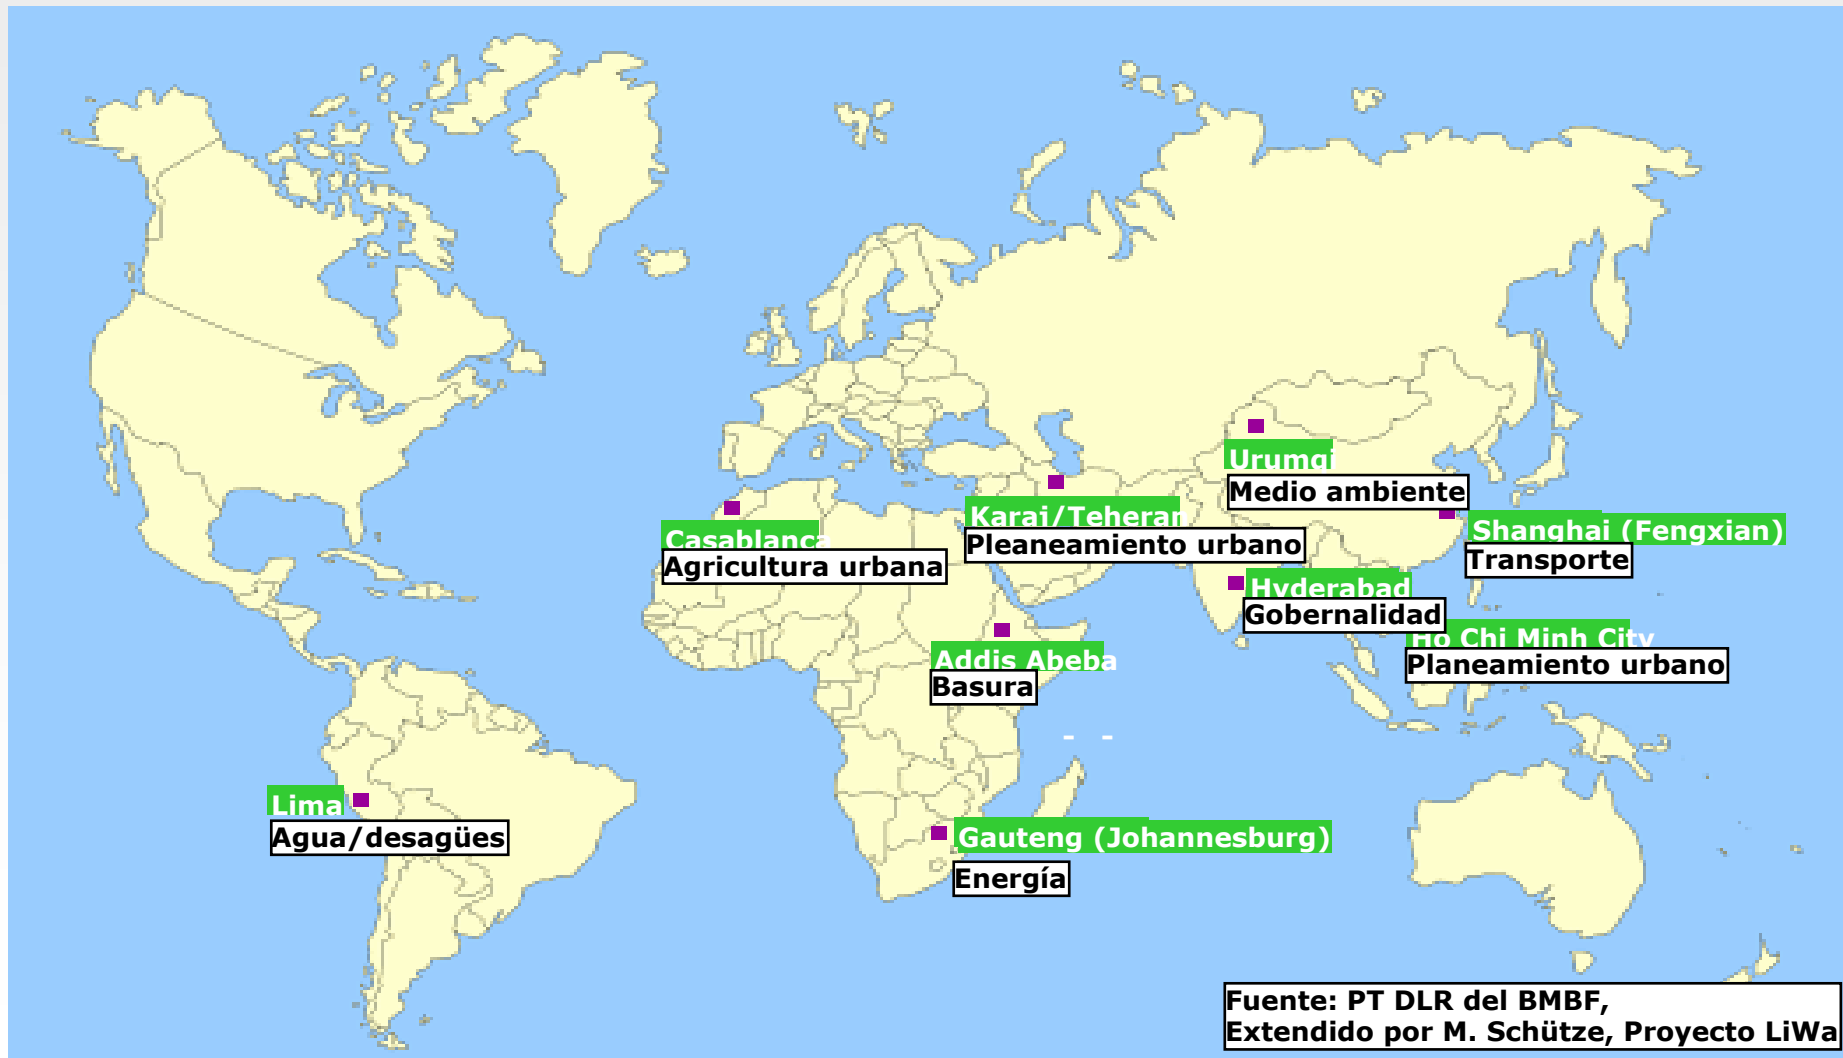 Urumqi
Medio ambiente
Karaj/Teheran
Pleaneamiento urbano
Casablanca
Agricultura urbana
Shanghai (Fengxian)
Transporte
Hyderabad
Gobernalidad
Ho Chi Minh City
Planeamiento urbano
Addis Abeba
Basura
- -
Lima
Agua/desagües
Gauteng (Johannesburg)
Energía
Fuente: PT DLR del BMBF,
Extendido por M. Schütze, Proyecto LiWa